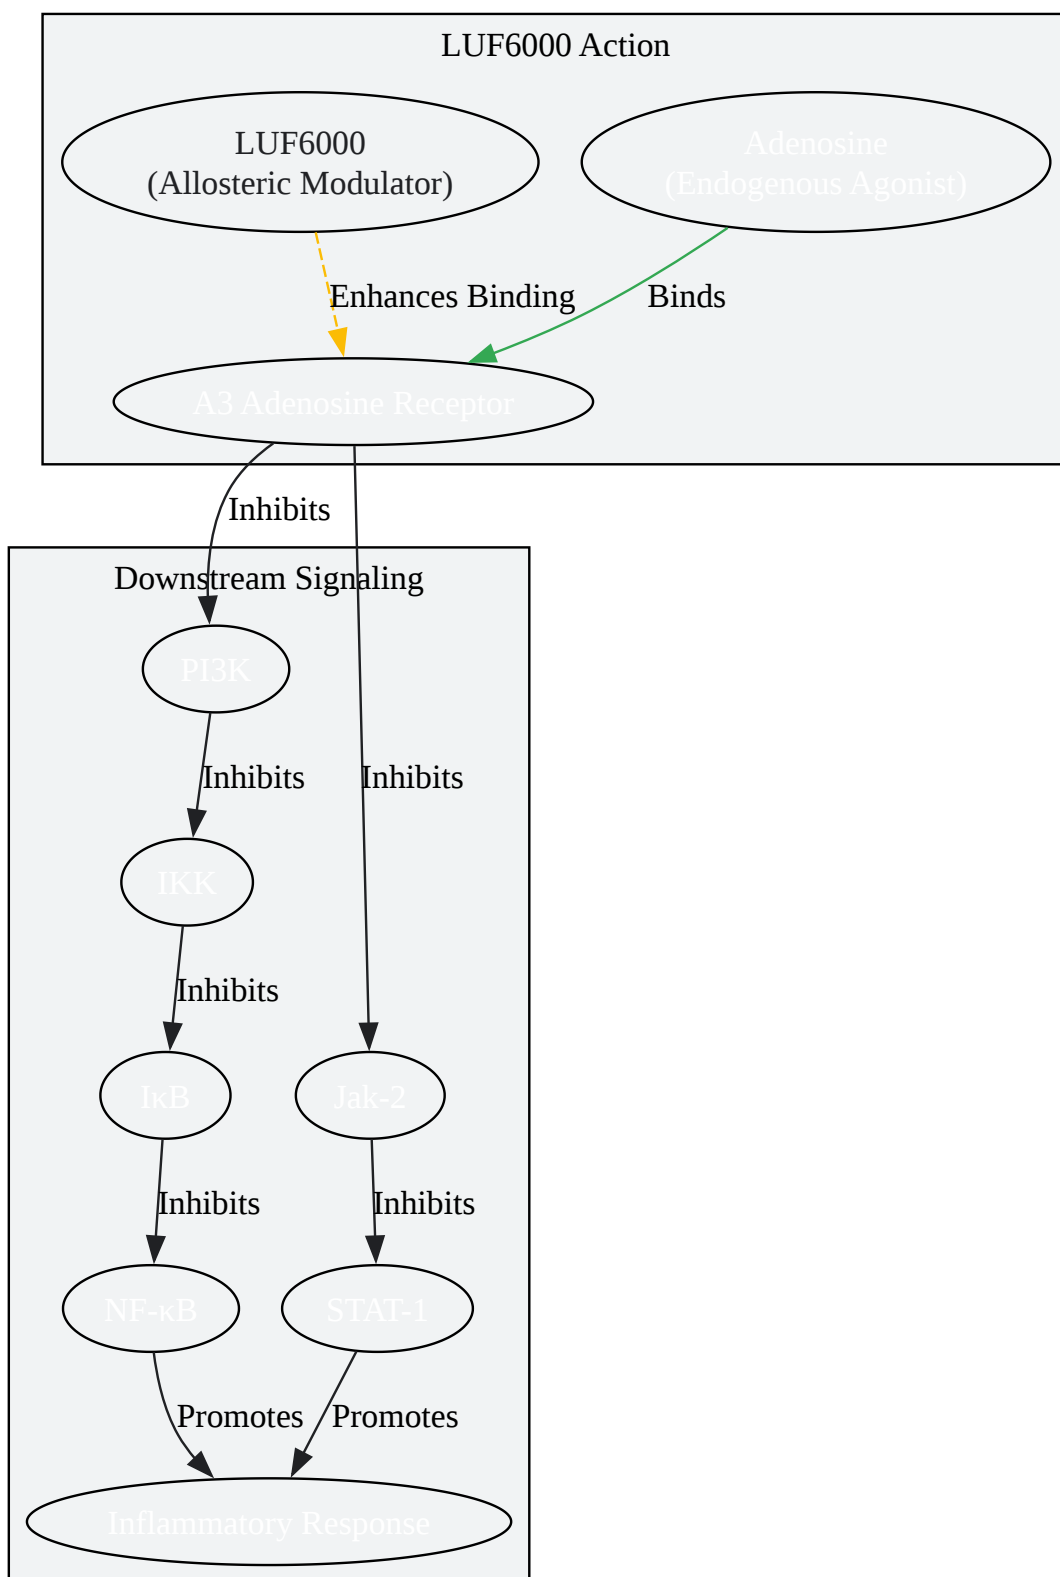 LUF6000 Action
LUF6000
(Allosteric Modulator)
Adenosine
(Endogenous Agonist)
Enhances Binding
Binds
A3 Adenosine Receptor
Inhibits
Downstream Signaling
PI3K
Inhibits
Inhibits
IKK
Inhibits
IκB
Jak-2
Inhibits
Inhibits
NF-κB
STAT-1
Promotes
Promotes
Inflammatory Response